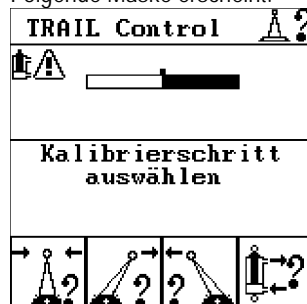 Folgende Maske erscheint:
TRAIL Control ?
Kalibrierschritt
auswählen
? ? ? ?